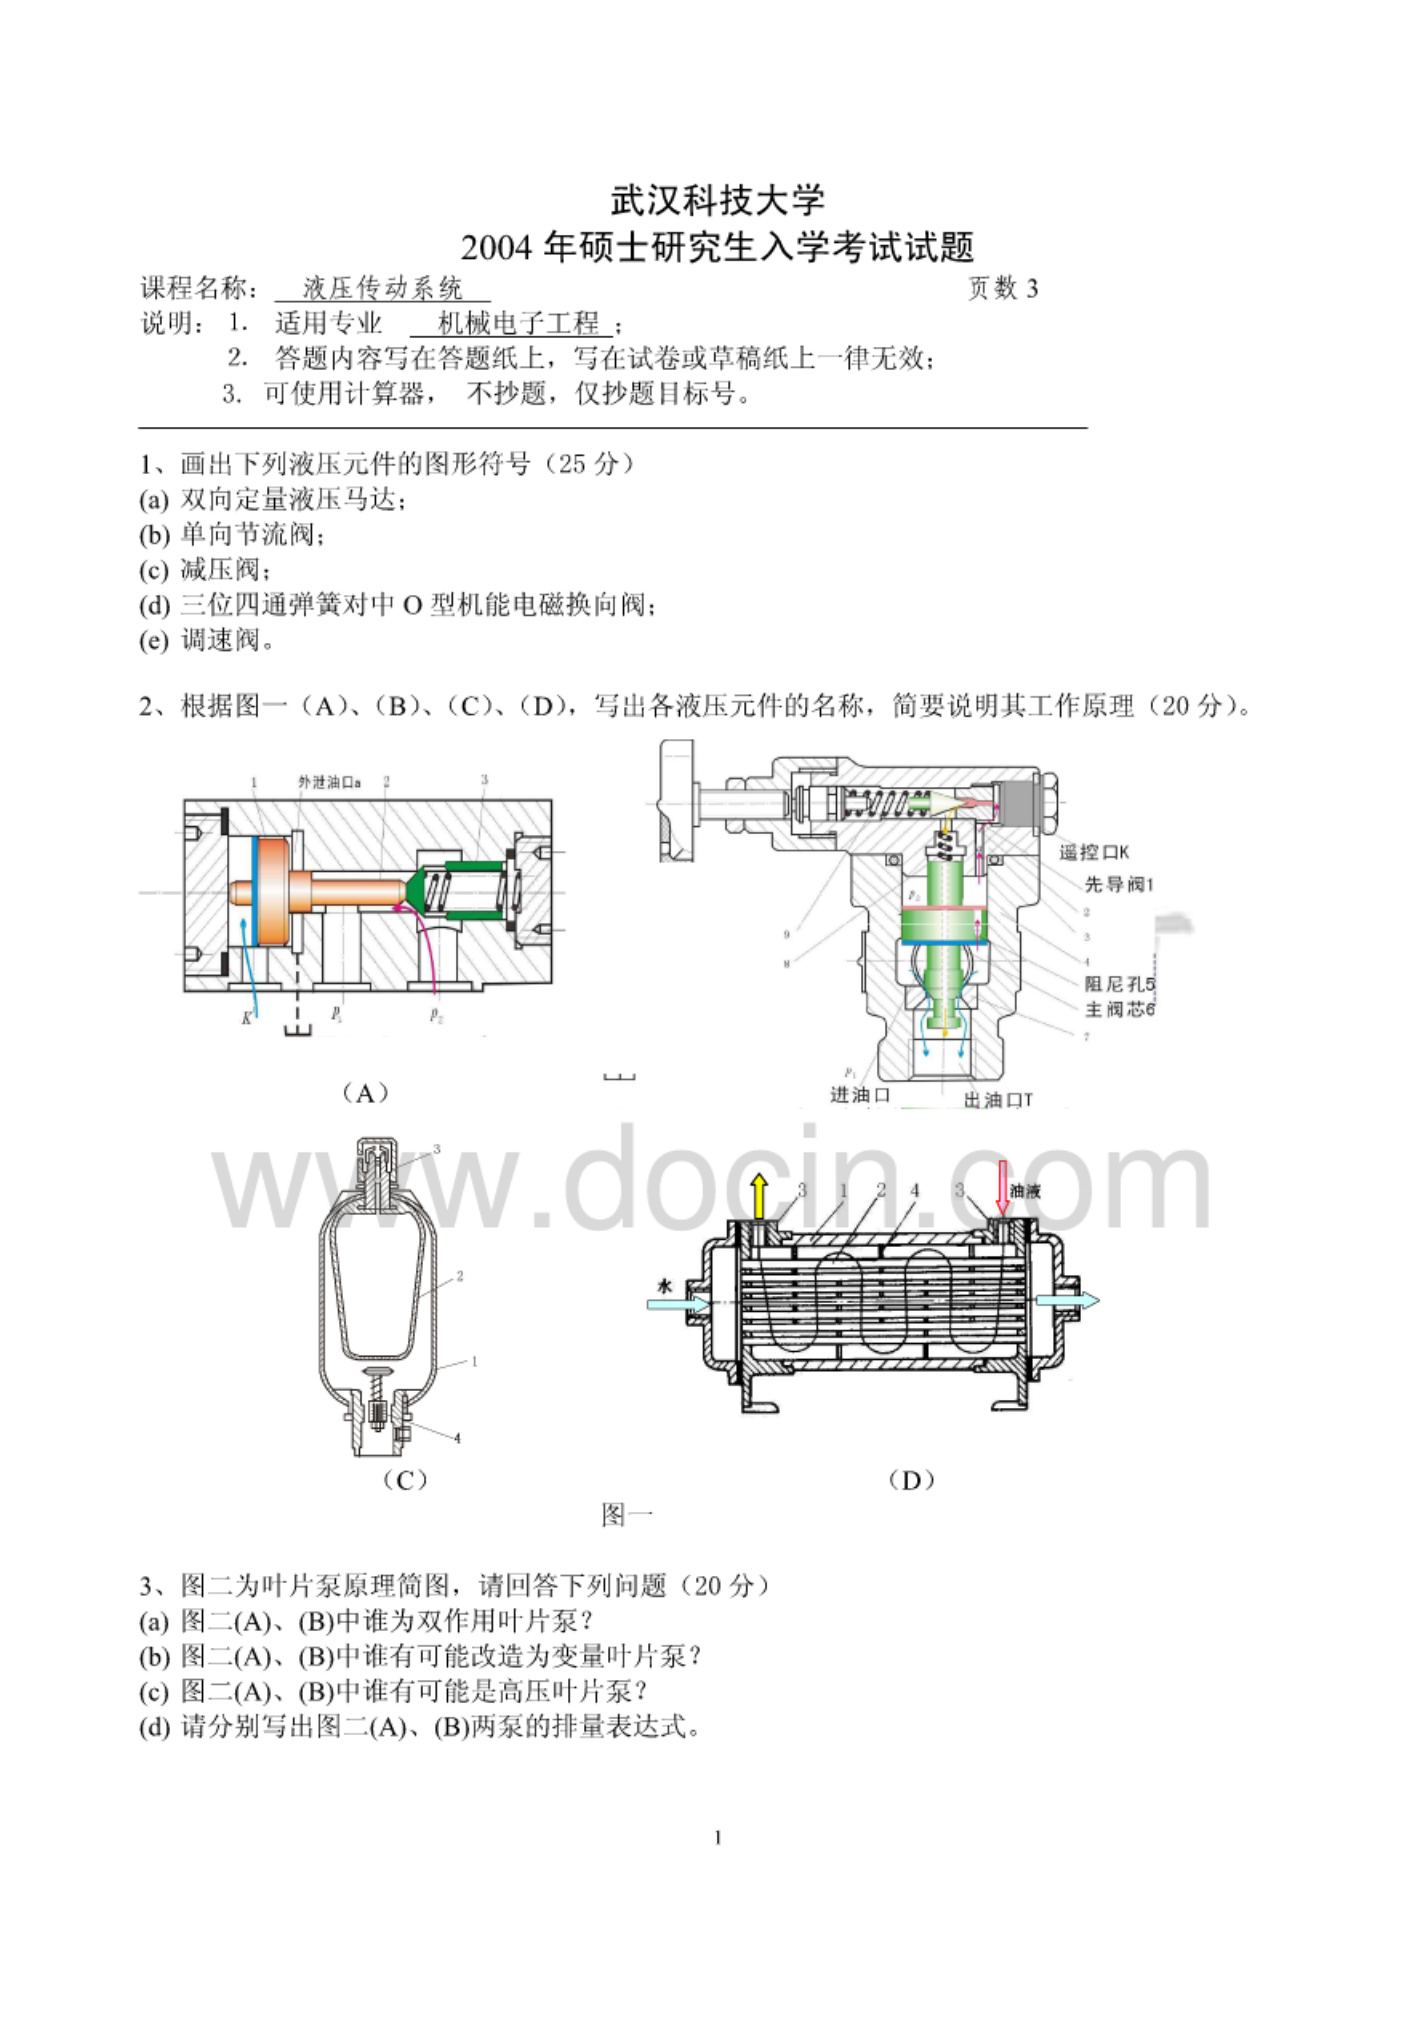 武汉科技大学
2004 年硕士研究生入学考试试题
课程名称： 液压传动系统 页数 3
说明： 1. 适用专业 机械电子工程 ；
2. 答题内容写在答题纸上，写在试卷或草稿纸上一律无效；
3. 可使用计算器， 不抄题，仅抄题目标号。
1、画出下列液压元件的图形符号（25 分）
(a) 双向定量液压马达；
(b) 单向节流阀；
(c) 减压阀；
(d) 三位四通弹簧对中 O 型机能电磁换向阀；
(e) 调速阀。
2、根据图一（A）、（B）、（C）、（D），写出各液压元件的名称，简要说明其工作原理（20 分）。
1 外泄油口a 2 3
K P1 P2
（A）
遥控口K
先导阀1
2
3
4
阻尼孔5
主阀芯6
7
9
8
P2
P1
进油口
出油口T
www.docin.com
3
2
1
4
（C）
3 1 2 4 3 油液
水
（D）
图一
3、图二为叶片泵原理简图，请回答下列问题（20 分）
(a) 图二(A)、(B)中谁为双作用叶片泵？
(b) 图二(A)、(B)中谁有可能改造为变量叶片泵？
(c) 图二(A)、(B)中谁有可能是高压叶片泵？
(d) 请分别写出图二(A)、(B)两泵的排量表达式。
1